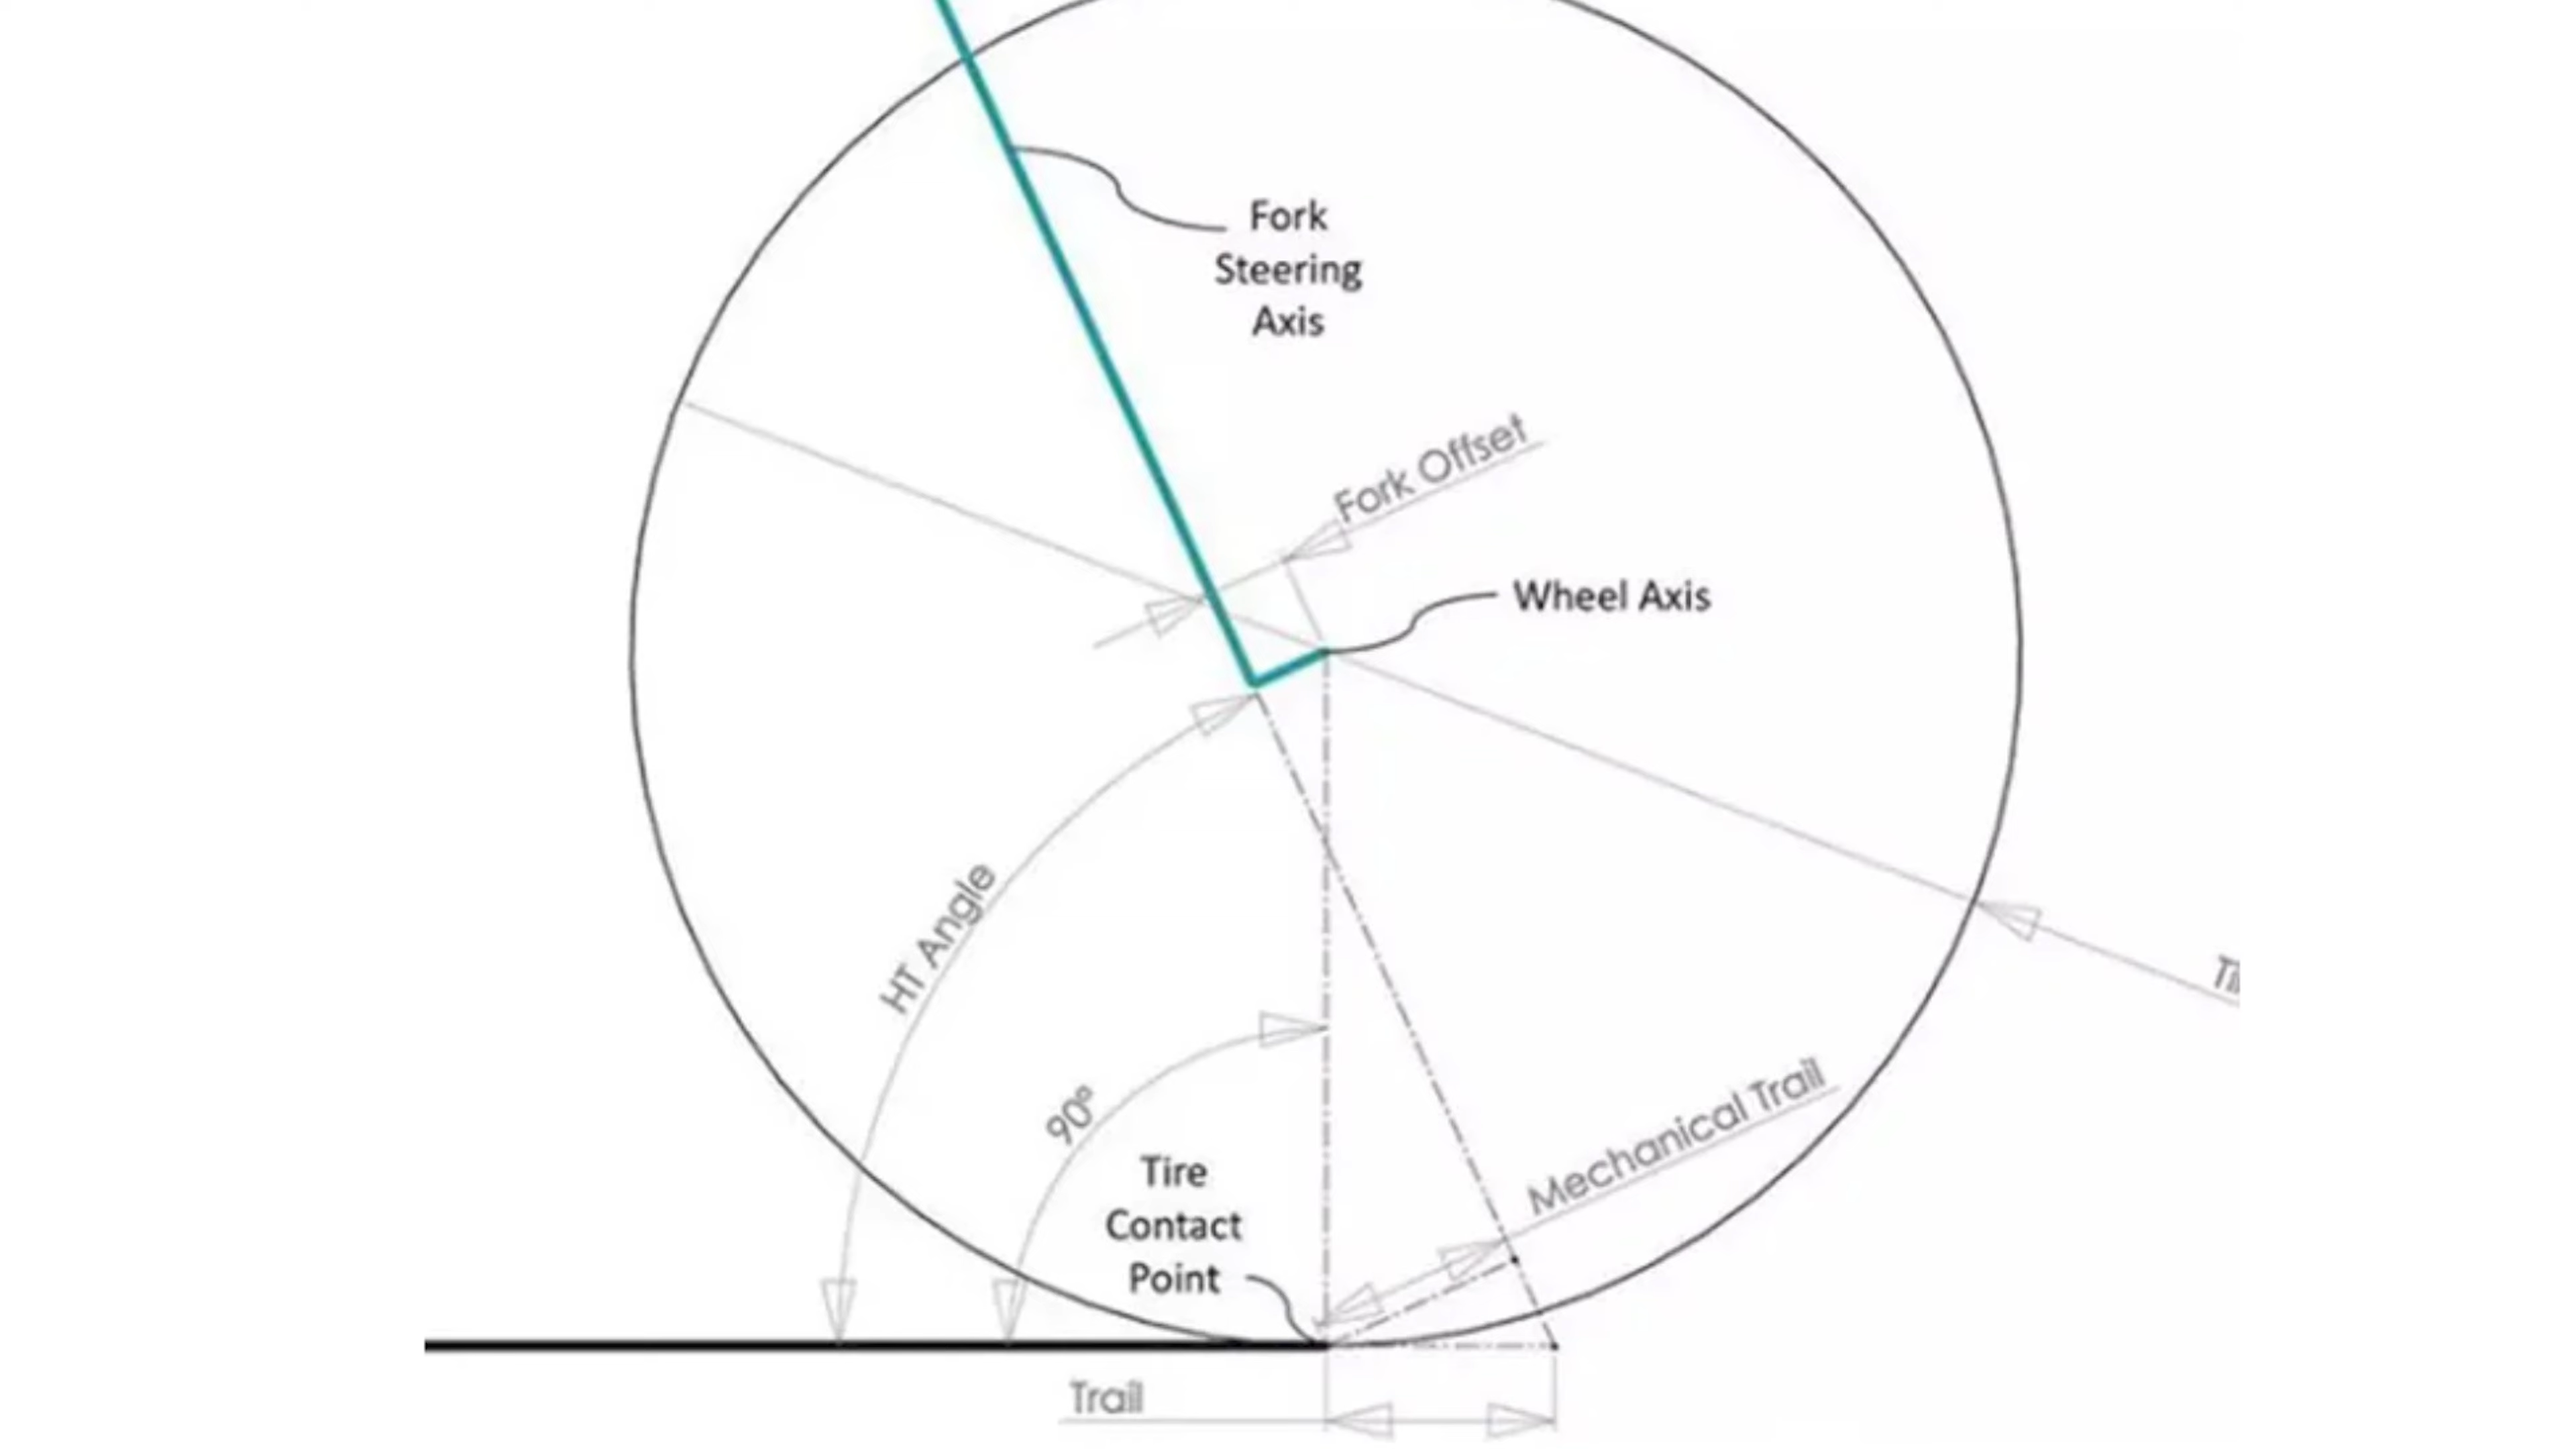 Fork
Steering
Axis
Fork Offset
Wheel Axis
HT Angle
90°
Tire
Contact
Point
Mechanical Trail
Trail